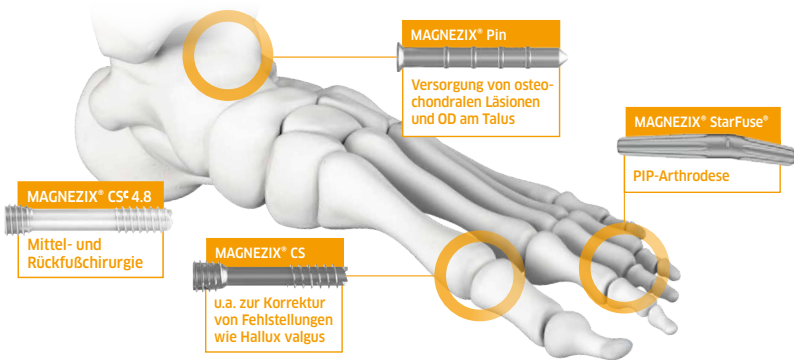 MAGNEZIX® Pin
Versorgung von osteo-
chondralen Läsionen
und OD am Talus
MAGNEZIX® StarFuse®
PIP-Arthrodese
MAGNEZIX® CSᶜ 4.8
Mittel- und
Rückfußchirurgie
MAGNEZIX® CS
u.a. zur Korrektur
von Fehlstellungen
wie Hallux valgus